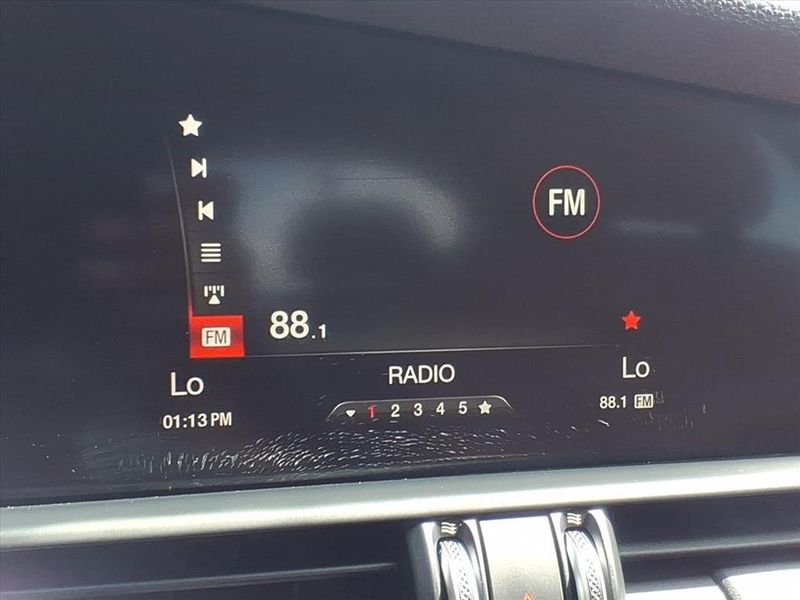 FM
FM
88.1
Lo
RADIO
Lo
01:13 PM
1 2 3 4 5
88.1 FM